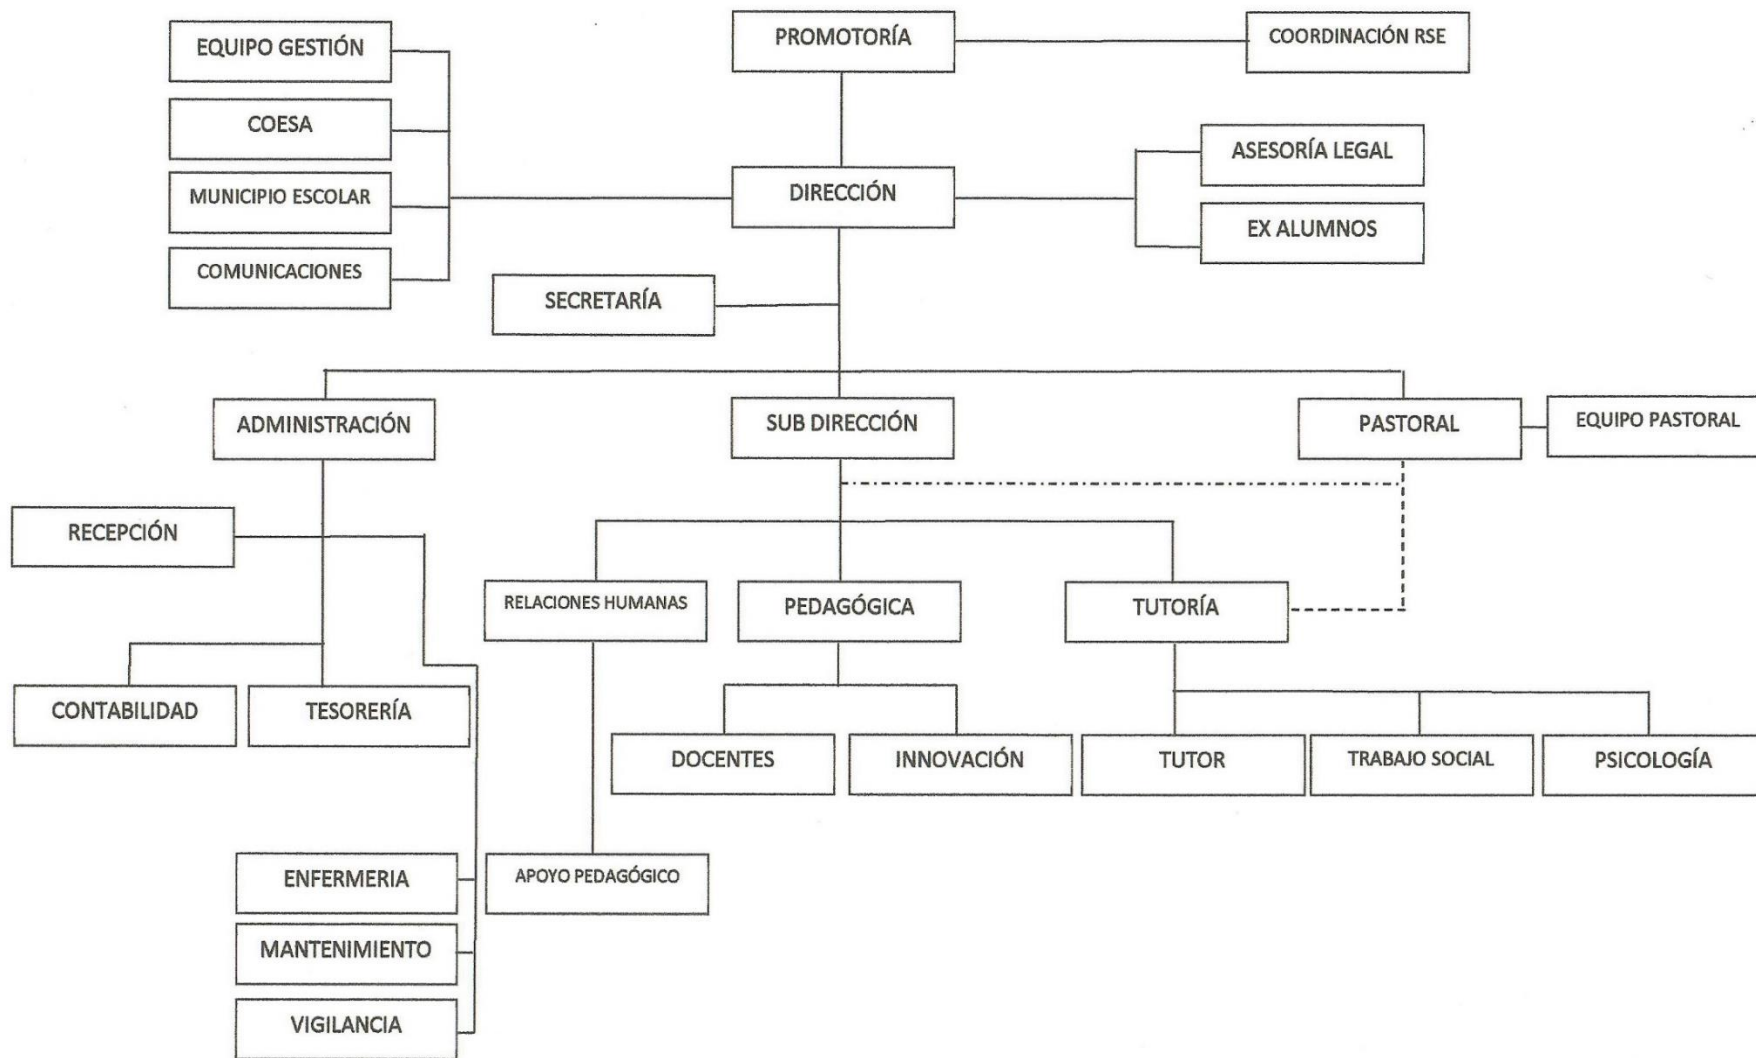 EQUIPO GESTIÓN
PROMOTORÍA
COORDINACIÓN RSE
COESA
ASESORÍA LEGAL
MUNICIPIO ESCOLAR
DIRECCIÓN
EX ALUMNOS
COMUNICACIONES
SECRETARÍA
ADMINISTRACIÓN
SUB DIRECCIÓN
PASTORAL
EQUIPO PASTORAL
RECEPCIÓN
RELACIONES HUMANAS
PEDAGÓGICA
TUTORÍA
CONTABILIDAD
TESORERÍA
DOCENTES
INNOVACIÓN
TUTOR
TRABAJO SOCIAL
PSICOLOGÍA
ENFERMERIA
APOYO PEDAGÓGICO
MANTENIMIENTO
VIGILANCIA